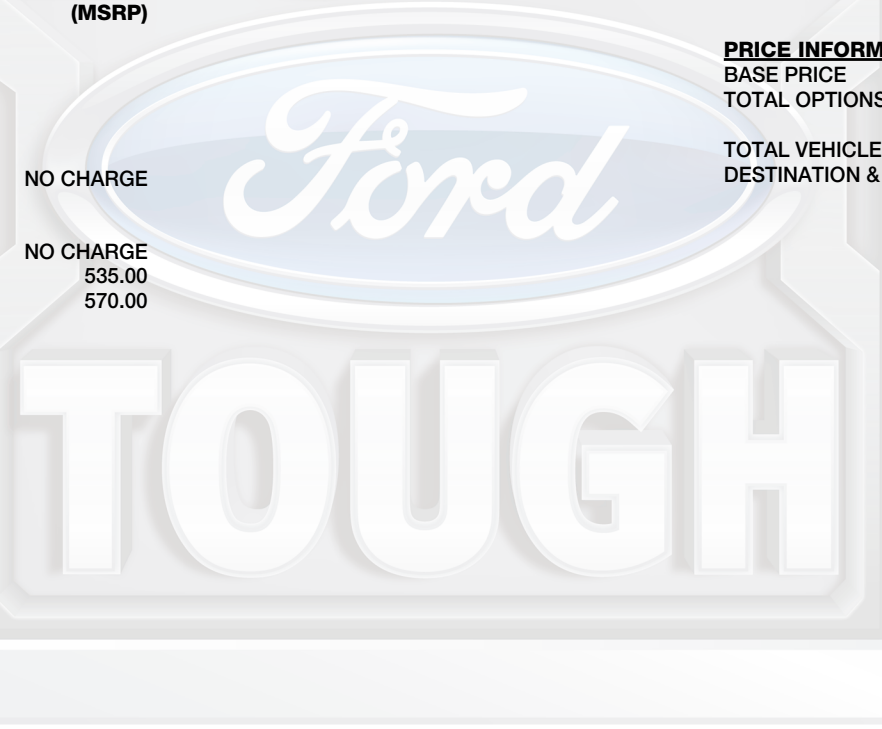 (MSRP)
NO CHARGE
NO CHARGE
535.00
570.00
PRICE INFORM
BASE PRICE
TOTAL OPTIONS
TOTAL VEHICLE
DESTINATION &
Ford
TOUGH